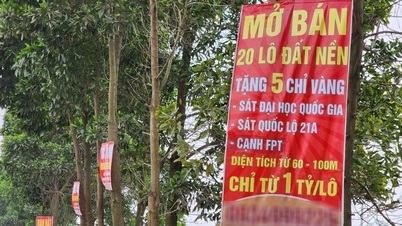 MỞ BÁN
20 LÔ ĐẤT NỀN
TẶNG 5 CHỈ VÀNG
- SÁT ĐẠI HỌC QUỐC GIA
- SÁT QUỐC LỘ 21A
- CẠNH FPT
DIỆN TÍCH TỪ 60 - 100M
CHỈ TỪ 1 TỶ/LÔ